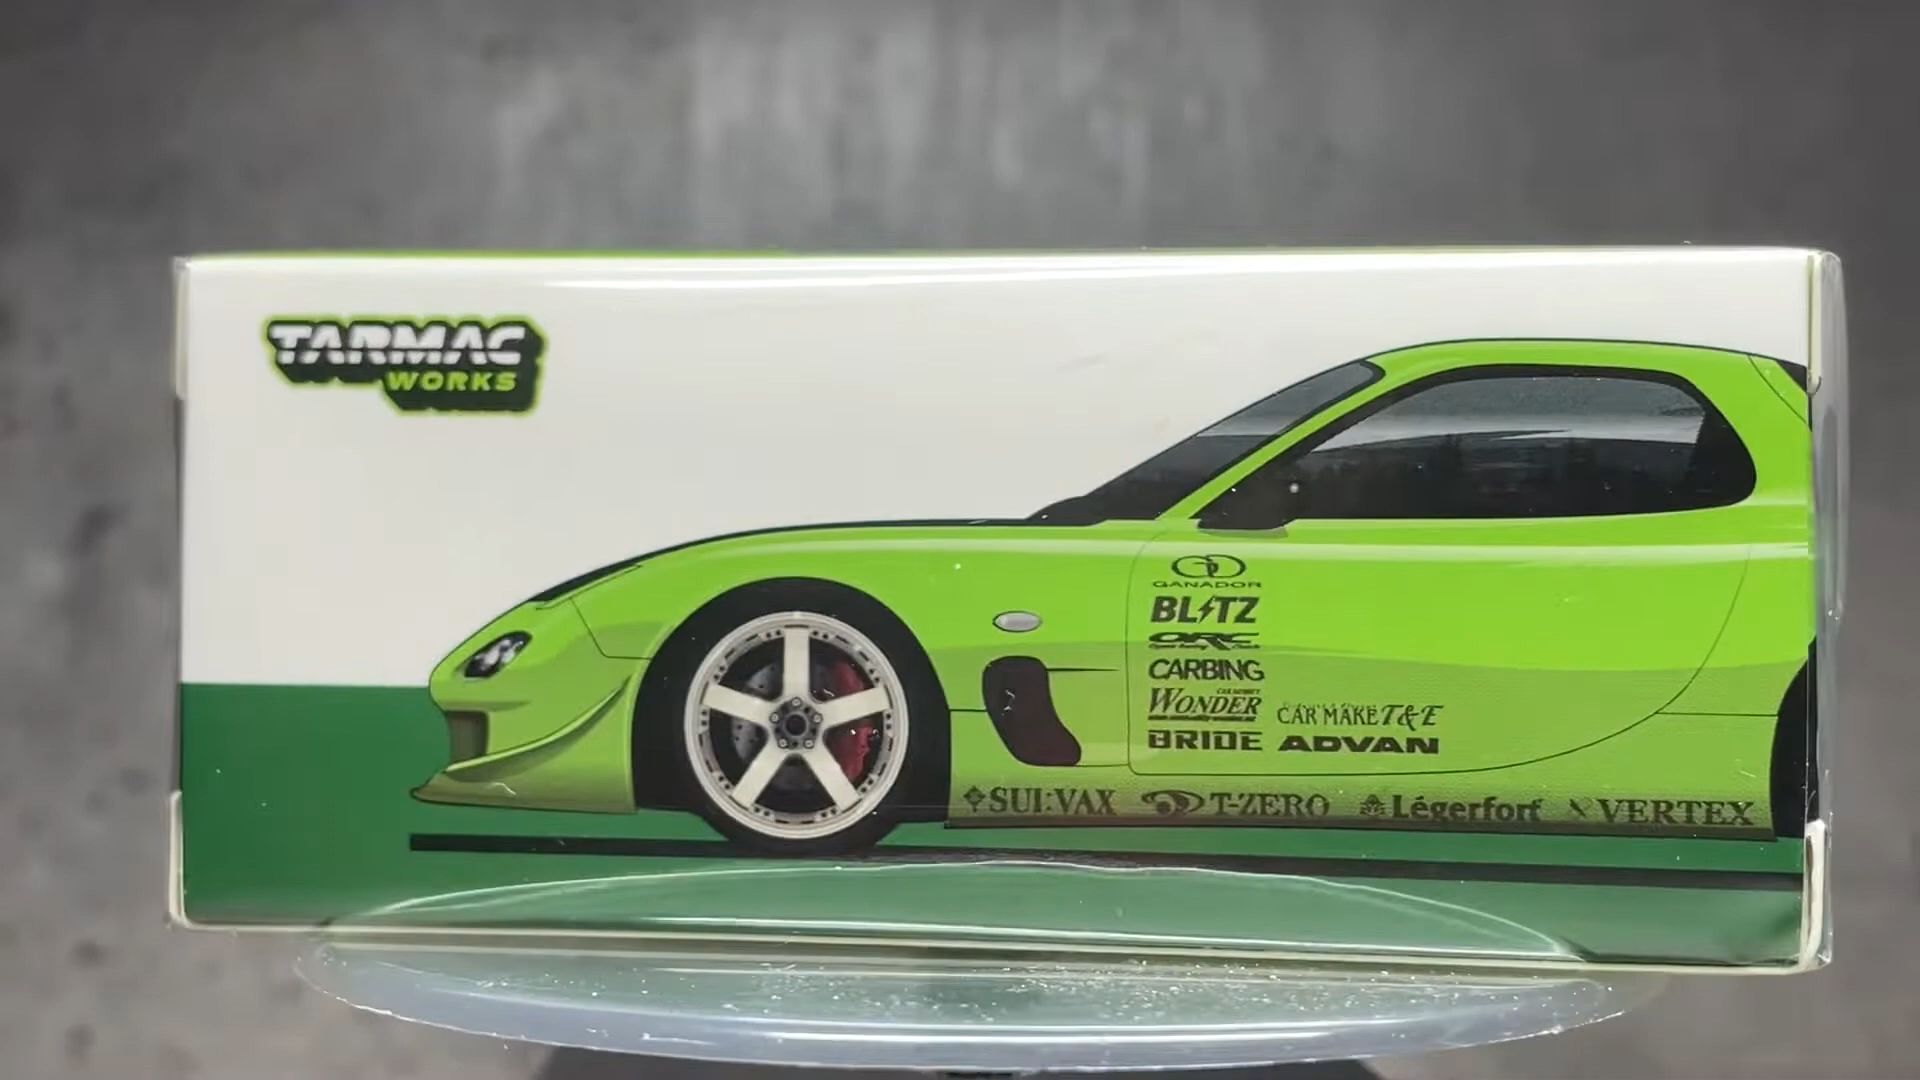 TARMAC
WORKS
GANADOR
BLITZ
ORC
CARBING
WONDER
CAR MAKE T&E
BRIDE
ADVAN
SUI:VAX
T-ZERO
Légerfort
VERTEX